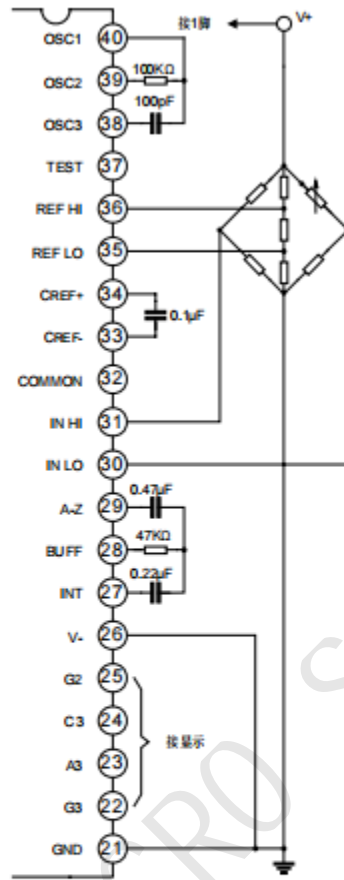 接1脚
V+
OSC1
40
OSC2
39
100KΩ
100pF
OSC3
38
TEST
37
REF HI
36
REF LO
35
CREF+
34
0.1μF
CREF-
33
COMMON
32
IN HI
31
IN LO
30
0.47μF
A-Z
29
47KΩ
BUFF
28
0.22μF
INT
27
V-
26
G2
25
C3
24
接显示
A3
23
G3
22
GND
21